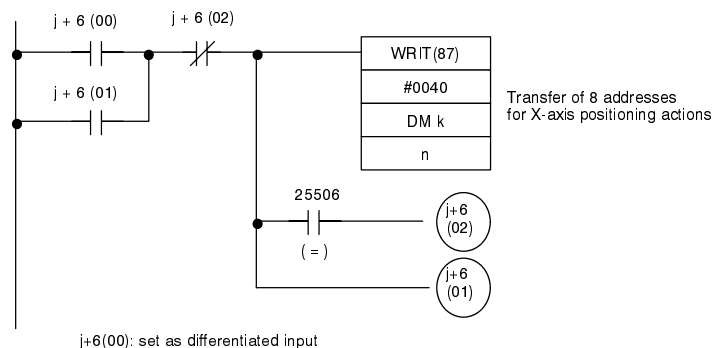 j + 6 (00)
j + 6 (02)
WRIT(87)
#0040
DM k
n
j + 6 (01)
Transfer of 8 addresses
for X-axis positioning actions
25506
( = )
j+6
(02)
j+6
(01)
j+6(00): set as differentiated input